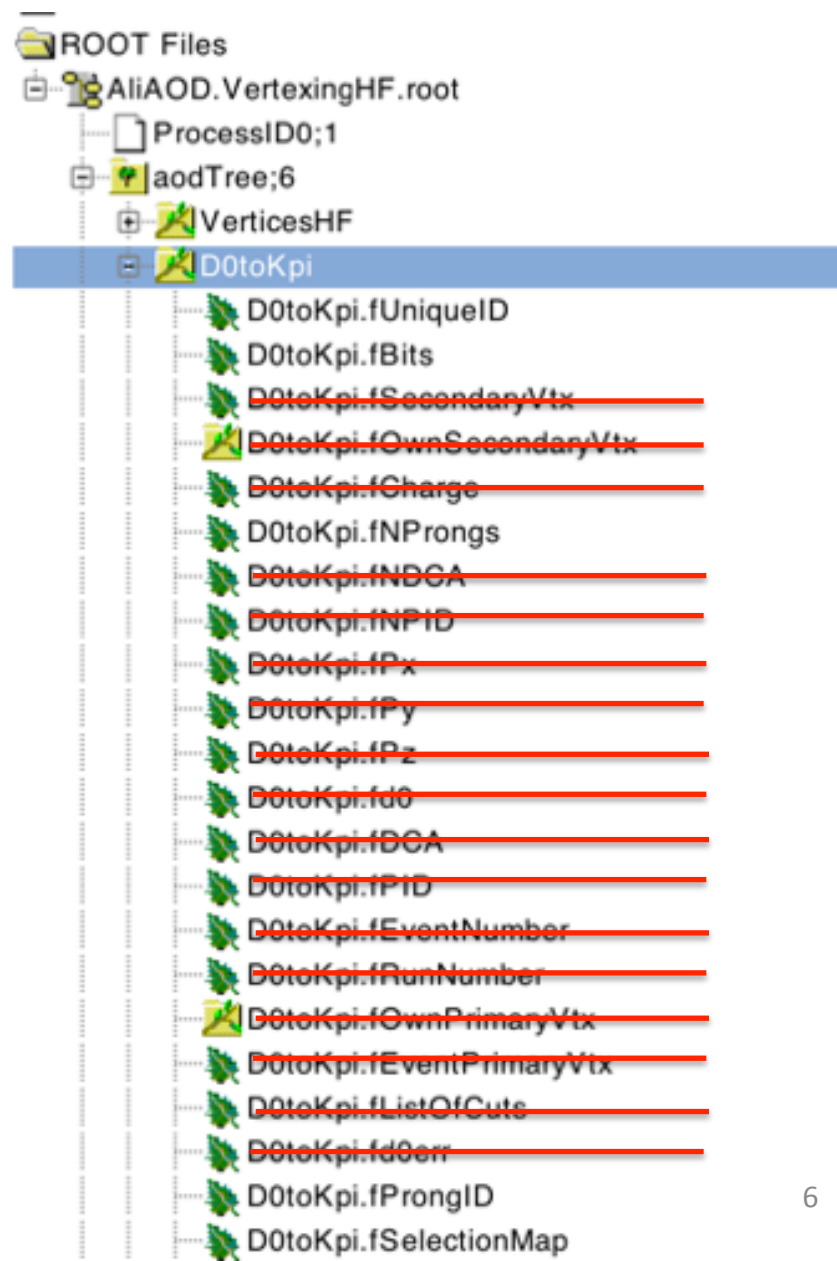 ROOT Files
AliAOD.VertexingHF.root
ProcessID0;1
aodTree;6
VerticesHF
D0toKpi
D0toKpi.fUniqueID
D0toKpi.fBits
D0toKpi.fSecondaryVtx
D0toKpi.fOwnSecondaryVtx
D0toKpi.fCharge
D0toKpi.fNProngs
D0toKpi.fNDCA
D0toKpi.fNPID
D0toKpi.fPx
D0toKpi.fPy
D0toKpi.fPz
D0toKpi.fd0
D0toKpi.fDCA
D0toKpi.fPID
D0toKpi.fEventNumber
D0toKpi.fRunNumber
D0toKpi.fOwnPrimaryVtx
D0toKpi.fEventPrimaryVtx
D0toKpi.fListOfCuts
D0toKpi.fd0err
D0toKpi.fProngID
6
D0toKpi.fSelectionMap